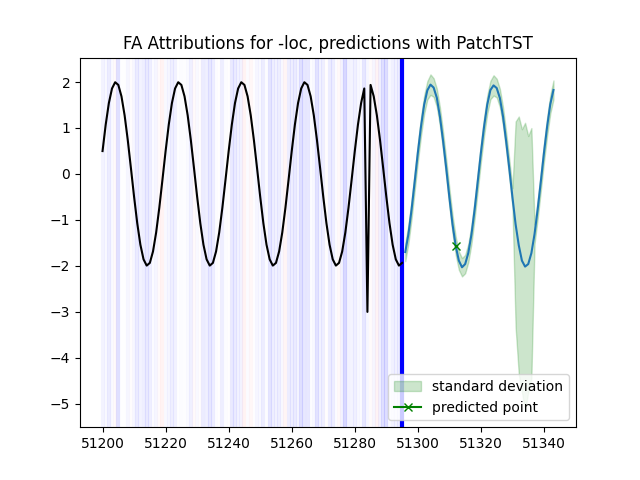 FA Attributions for -loc, predictions with PatchTST
2
1
0
−1
−2
−3
−4
−5
standard deviation
predicted point
51200 51220 51240 51260 51280 51300 51320 51340